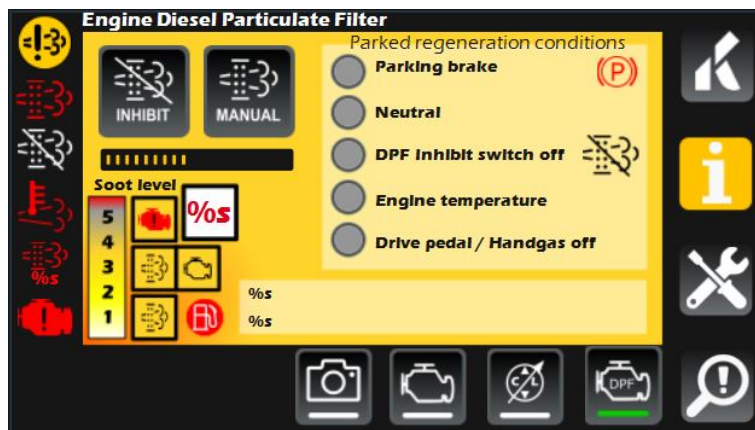 Engine Diesel Particulate Filter
Parked regeneration conditions
INHIBIT
MANUAL
Parking brake
(P)
Neutral
DPF inhibit switch off
Engine temperature
Drive pedal / Handgas off
Soot level
5
4
3
2
1
%s
%s
%s
%s
C L
DPF
i